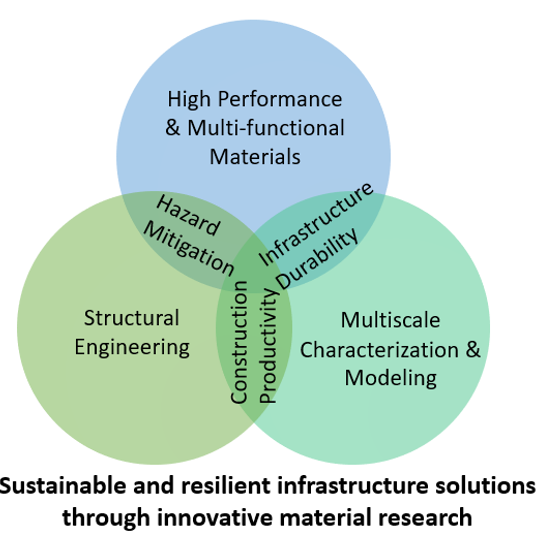 High Performance
& Multi-functional
Materials
Hazard
Mitigation
Infrastructure
Durability
Structural
Engineering
Construction
Productivity
Multiscale
Characterization &
Modeling
Sustainable and resilient infrastructure solutions
through innovative material research